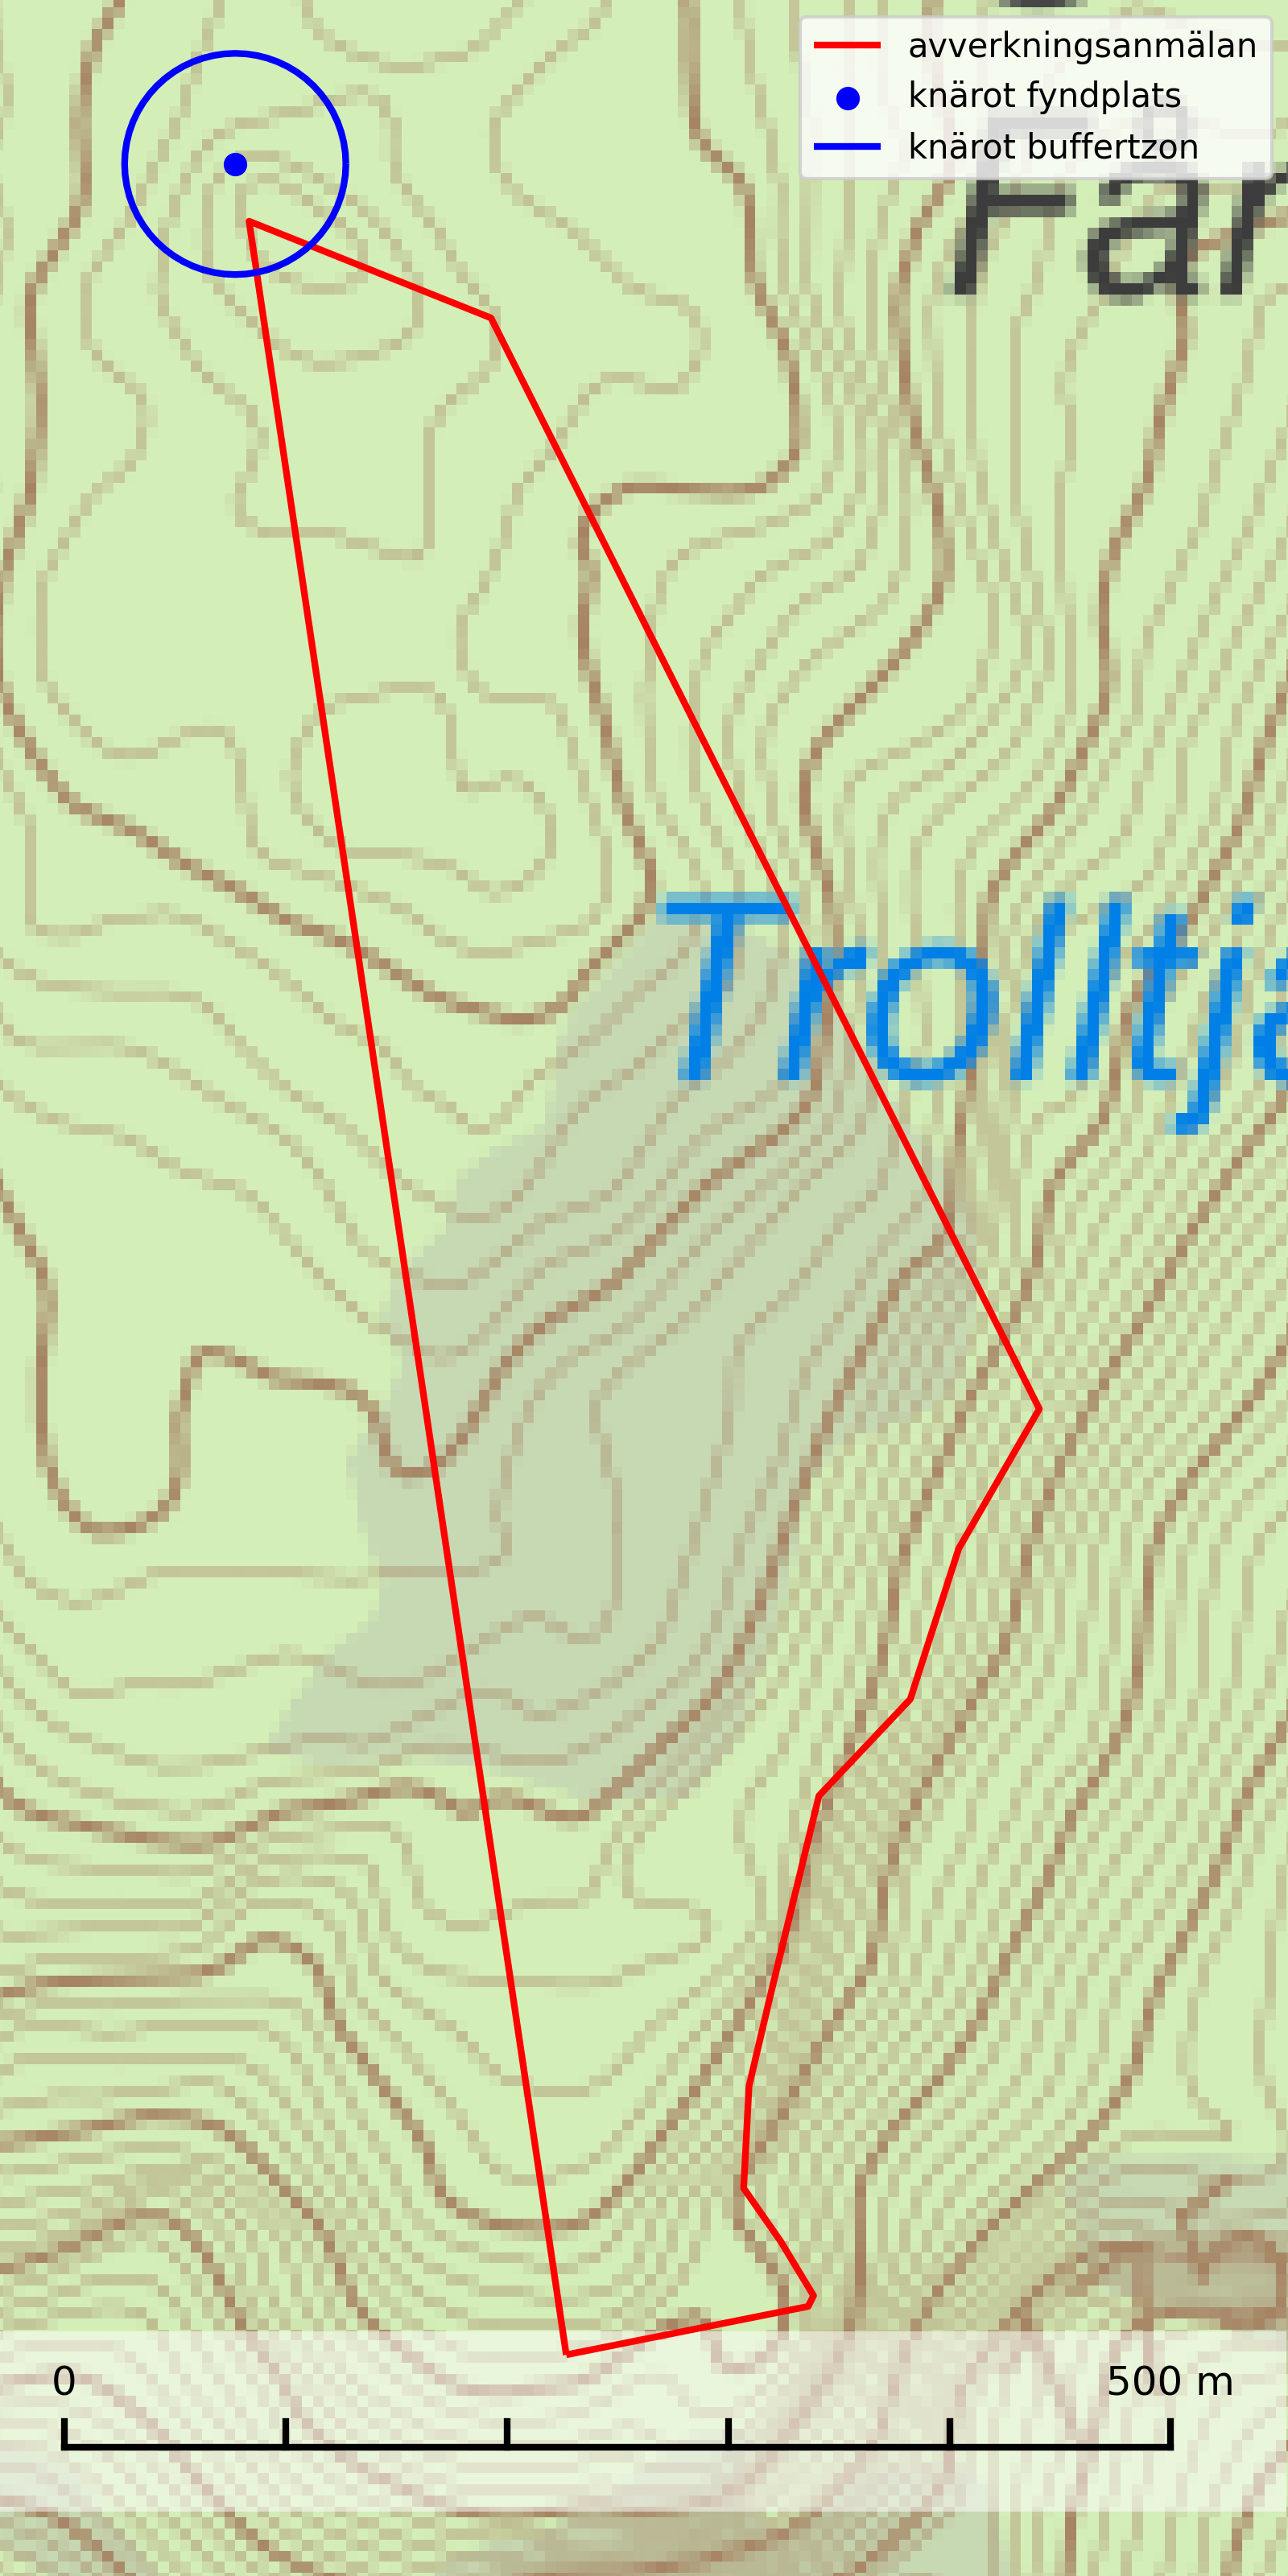 avverkningsanmälan
knärot fyndplats
knärot buffertzon
0
500 m